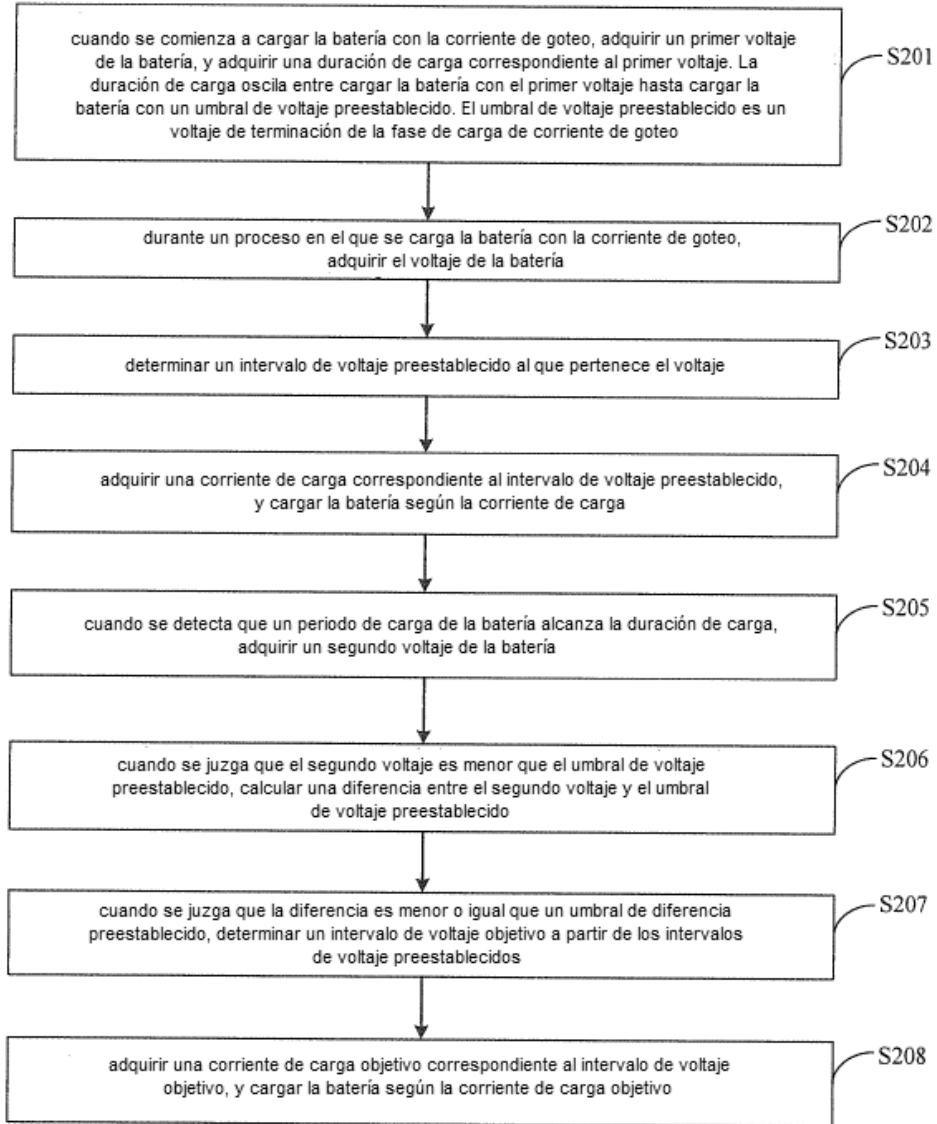 cuando se comienza a cargar la batería con la corriente de goteo, adquirir un primer voltaje
de la batería, y adquirir una duración de carga correspondiente al primer voltaje. La
duración de carga oscila entre cargar la batería con el primer voltaje hasta cargar la
batería con un umbral de voltaje preestablecido. El umbral de voltaje preestablecido es un
voltaje de terminación de la fase de carga de corriente de goteo
S201
durante un proceso en el que se carga la batería con la corriente de goteo,
adquirir el voltaje de la batería
S202
determinar un intervalo de voltaje preestablecido al que pertenece el voltaje
S203
adquirir una corriente de carga correspondiente al intervalo de voltaje preestablecido,
y cargar la batería según la corriente de carga
S204
cuando se detecta que un periodo de carga de la batería alcanza la duración de carga,
adquirir un segundo voltaje de la batería
S205
cuando se juzga que el segundo voltaje es menor que el umbral de voltaje
preestablecido, calcular una diferencia entre el segundo voltaje y el umbral
de voltaje preestablecido
S206
cuando se juzga que la diferencia es menor o igual que un umbral de diferencia
preestablecido, determinar un intervalo de voltaje objetivo a partir de los intervalos
de voltaje preestablecidos
S207
adquirir una corriente de carga objetivo correspondiente al intervalo de voltaje
objetivo, y cargar la batería según la corriente de carga objetivo
S208